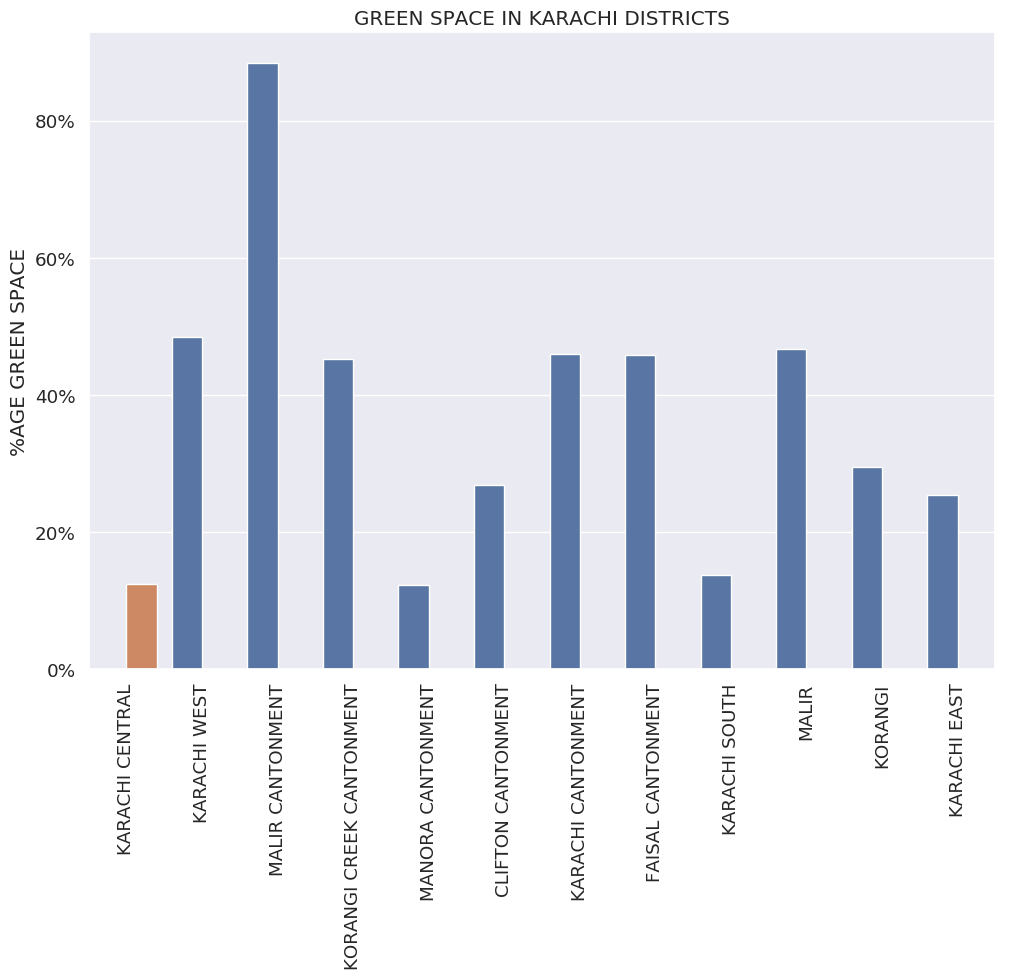 GREEN SPACE IN KARACHI DISTRICTS
%AGE GREEN SPACE
80%
60%
40%
20%
0%
KARACHI CENTRAL
KARACHI WEST
MALIR CANTONMENT
KORANGI CREEK CANTONMENT
MANORA CANTONMENT
CLIFTON CANTONMENT
KARACHI CANTONMENT
FAISAL CANTONMENT
KARACHI SOUTH
MALIR
KORANGI
KARACHI EAST